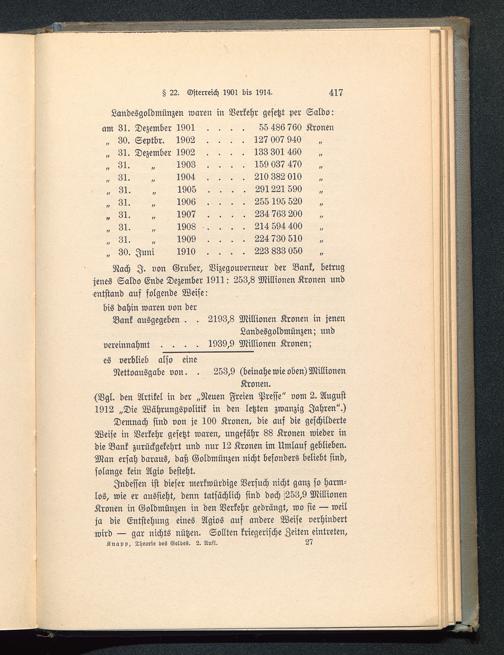 § 22. Österreich 1901 bis 1914. 417
Landesgoldmünzen waren in Verkehr gesetzt per Saldo:
am 31. Dezember 1901 . . . . 55 486 760 Kronen
„ 30. Septbr. 1902 . . . . 127 007 940 „
„ 31. Dezember 1902 . . . . 133 301 460 „
„ 31. „ 1903 . . . . 159 037 470 „
„ 31. „ 1904 . . . . 210 382 010 „
„ 31. „ 1905 . . . . 291 221 590 „
„ 31. „ 1906 . . . . 255 195 520 „
„ 31. „ 1907 . . . . 234 763 200 „
„ 31. „ 1908 . . . . 214 594 400 „
„ 31. „ 1909 . . . . 224 730 510 „
„ 30. Juni 1910 . . . . 223 833 050 „
Nach J. von Gruber, Vizegouverneur der Bank, betrug
jenes Saldo Ende Dezember 1911: 253,8 Millionen Kronen und
entstand auf folgende Weise:
bis dahin waren von der
Bank ausgegeben . . 2193,8 Millionen Kronen in jenen
Landesgoldmünzen; und
vereinnahmt . . . . 1939,9 Millionen Kronen;
es verblieb also eine
Nettoausgabe von . . 253,9 (beinahe wie oben) Millionen
Kronen.
(Vgl. den Artikel in der „Neuen Freien Presse“ vom 2. August
1912 „Die Währungspolitik in den letzten zwanzig Jahren“.)
Demnach sind von je 100 Kronen, die auf die geschilderte
Weise in Verkehr gesetzt waren, ungefähr 88 Kronen wieder in
die Bank zurückgekehrt und nur 12 Kronen im Umlauf geblieben.
Man ersah daraus, daß Goldmünzen nicht besonders beliebt sind,
solange kein Agio besteht.
Indessen ist dieser merkwürdige Versuch nicht ganz so harm-
los, wie er aussieht, denn tatsächlich sind doch 253,9 Millionen
Kronen in Goldmünzen in den Verkehr gedrängt, wo sie — weil
ja die Entstehung eines Agios auf andere Weise verhindert
wird — gar nichts nützen. Sollten kriegerische Zeiten eintreten,
Knapp, Theorie des Geldes. 2. Aufl. 27